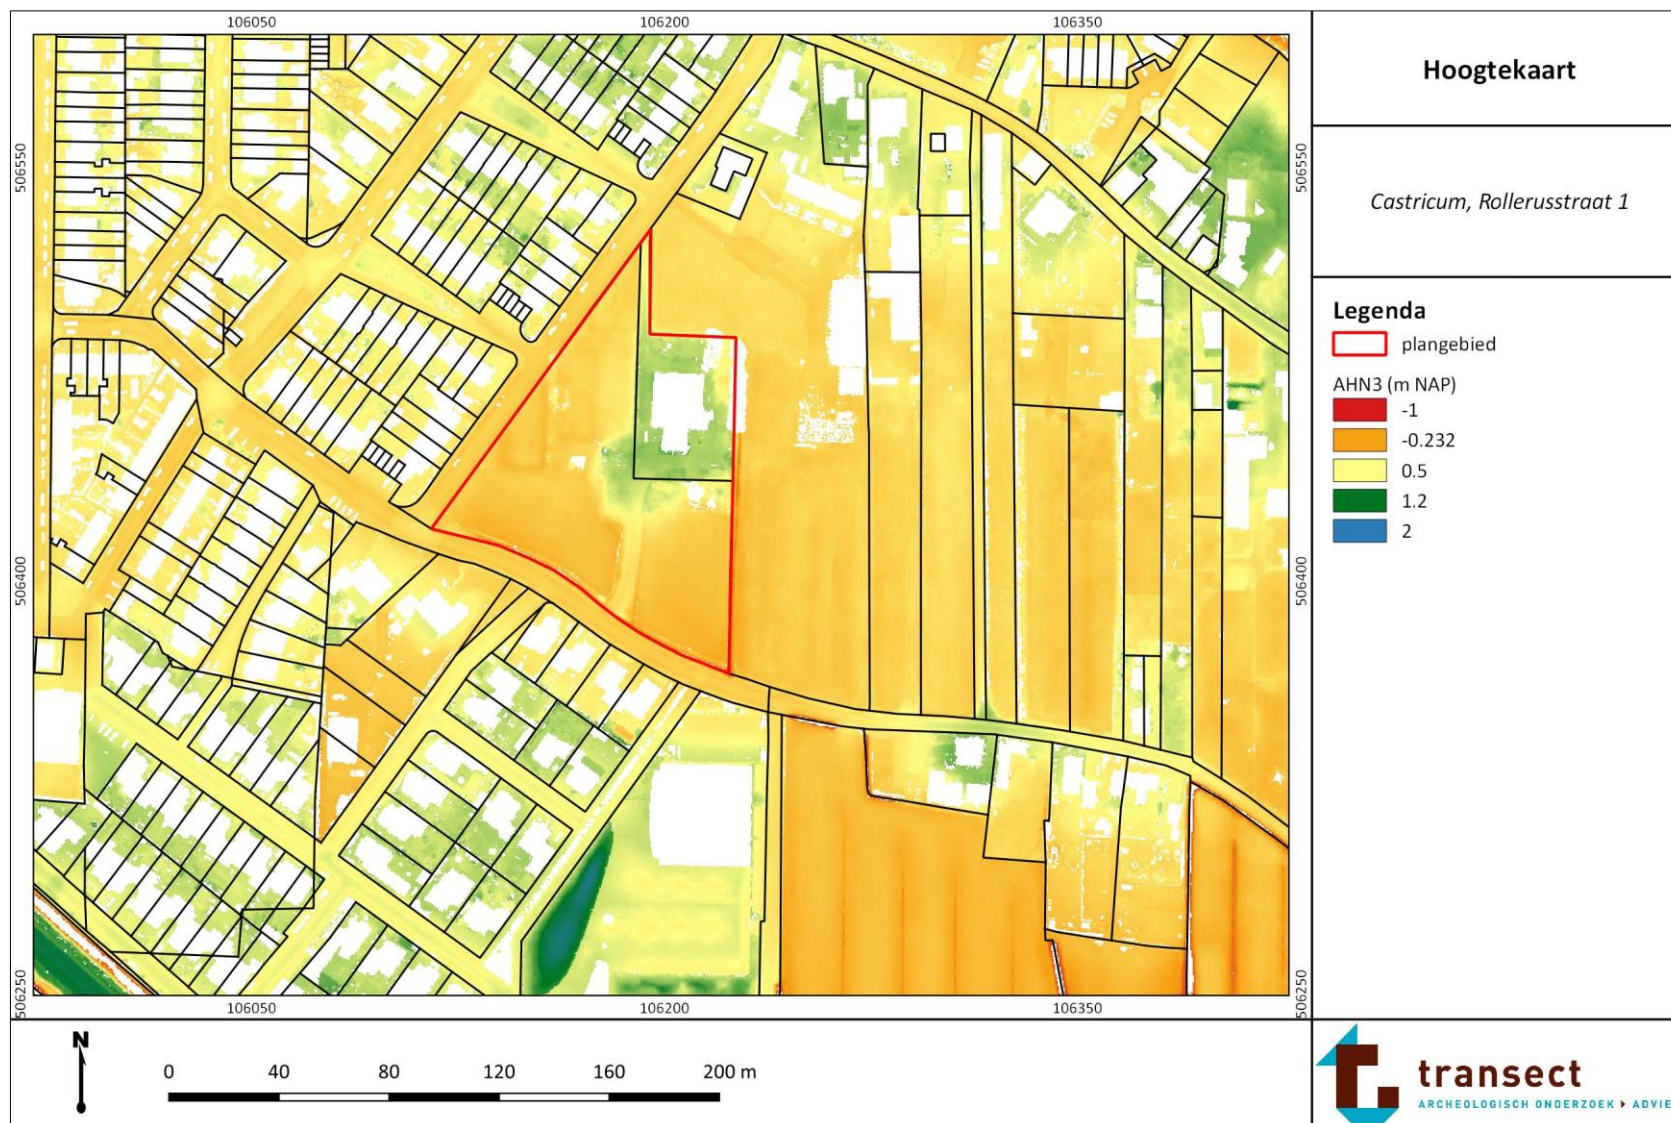 106050 106200 106350
Hoogtekaart
506550
506550
Castricum, Rollerusstraat 1
Legenda
plangebied
AHN3 (m NAP)
-1
-0.232
0.5
1.2
2
506400
506400
506250
506250
106050 106200 106350
N
0 40 80 120 160 200 m
transect
ARCHEOLOGISCH ONDERZOEK ADVIE